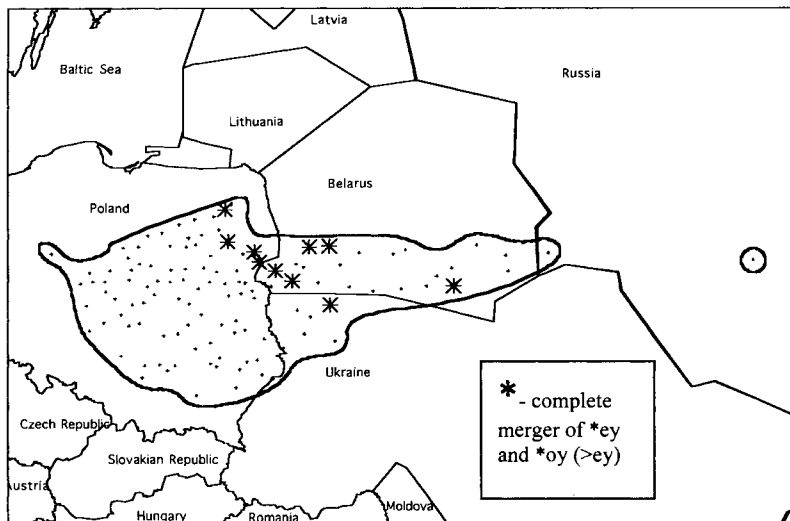 Latvia
Baltic Sea
Russia
Lithuania
Belarus
Poland
Ukraine
Czech Republic
Slovakian Republic
Austria
Hungary
Romania
Moldova
* - complete
merger of *ey
and *oy (>ey)